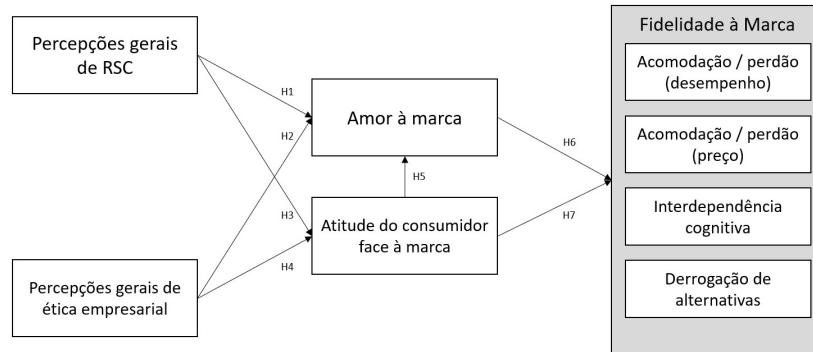 Percepções gerais
de RSC
Percepções gerais de
ética empresarial
H1
H2
H3
H4
Amor à marca
H5
Atitude do consumidor
face à marca
H6
H7
Fidelidade à Marca
Acomodação / perdão
(desempenho)
Acomodação / perdão
(preço)
Interdependência
cognitiva
Derrogação de
alternativas